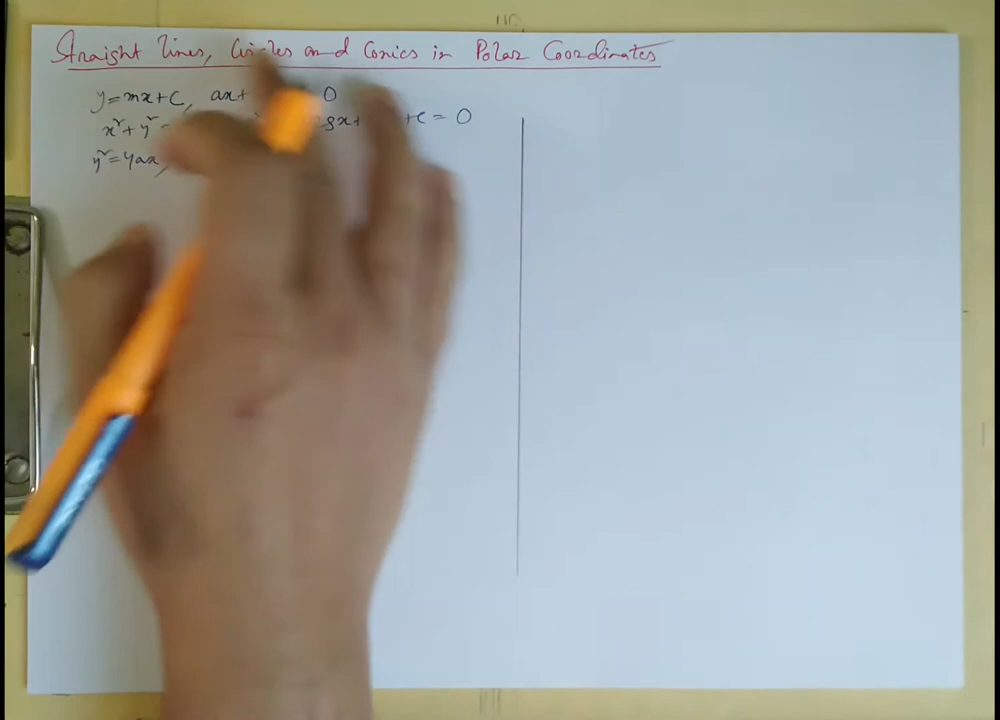 Straight lines, Circles and Conics in Polar Coordinates
y=mx+c, ax+ 0
x²+y² gx+ +c = 0
y²=4ax,